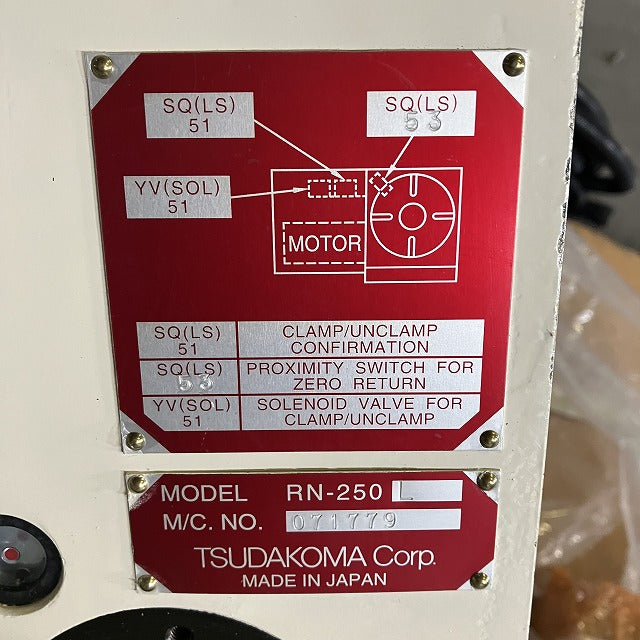 SQ(LS)
51
SQ(LS)
53
YV(SOL)
51
MOTOR
SQ(LS)
51
CLAMP/UNCLAMP
CONFIRMATION
SQ(LS)
53
PROXIMITY SWITCH FOR
ZERO RETURN
YV(SOL)
51
SOLENOID VALVE FOR
CLAMP/UNCLAMP
MODEL RN-250 L
M/C. NO. 071779
TSUDAKOMA Corp.
MADE IN JAPAN